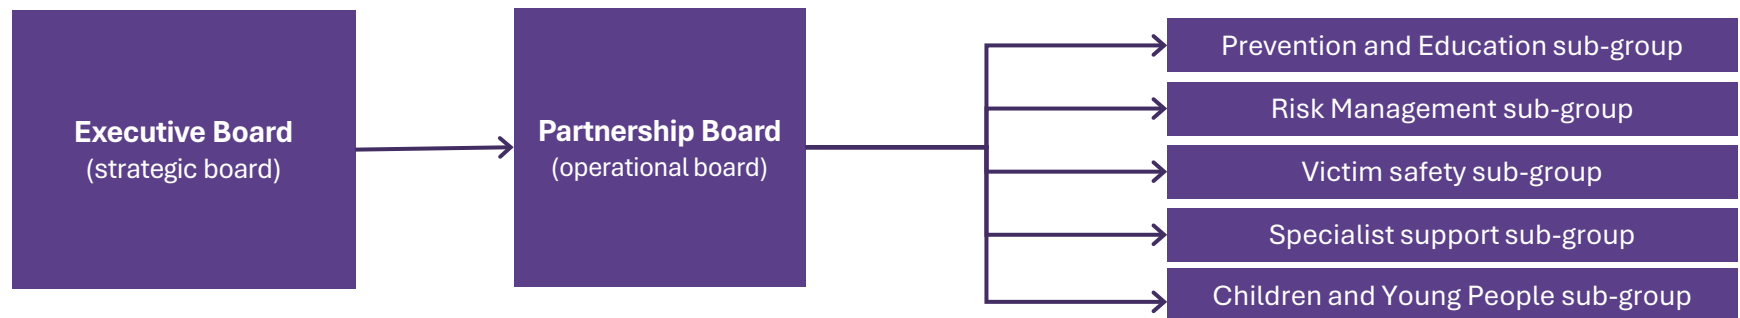 Executive Board
(strategic board)
Partnership Board
(operational board)
Prevention and Education sub-group
Risk Management sub-group
Victim safety sub-group
Specialist support sub-group
Children and Young People sub-group